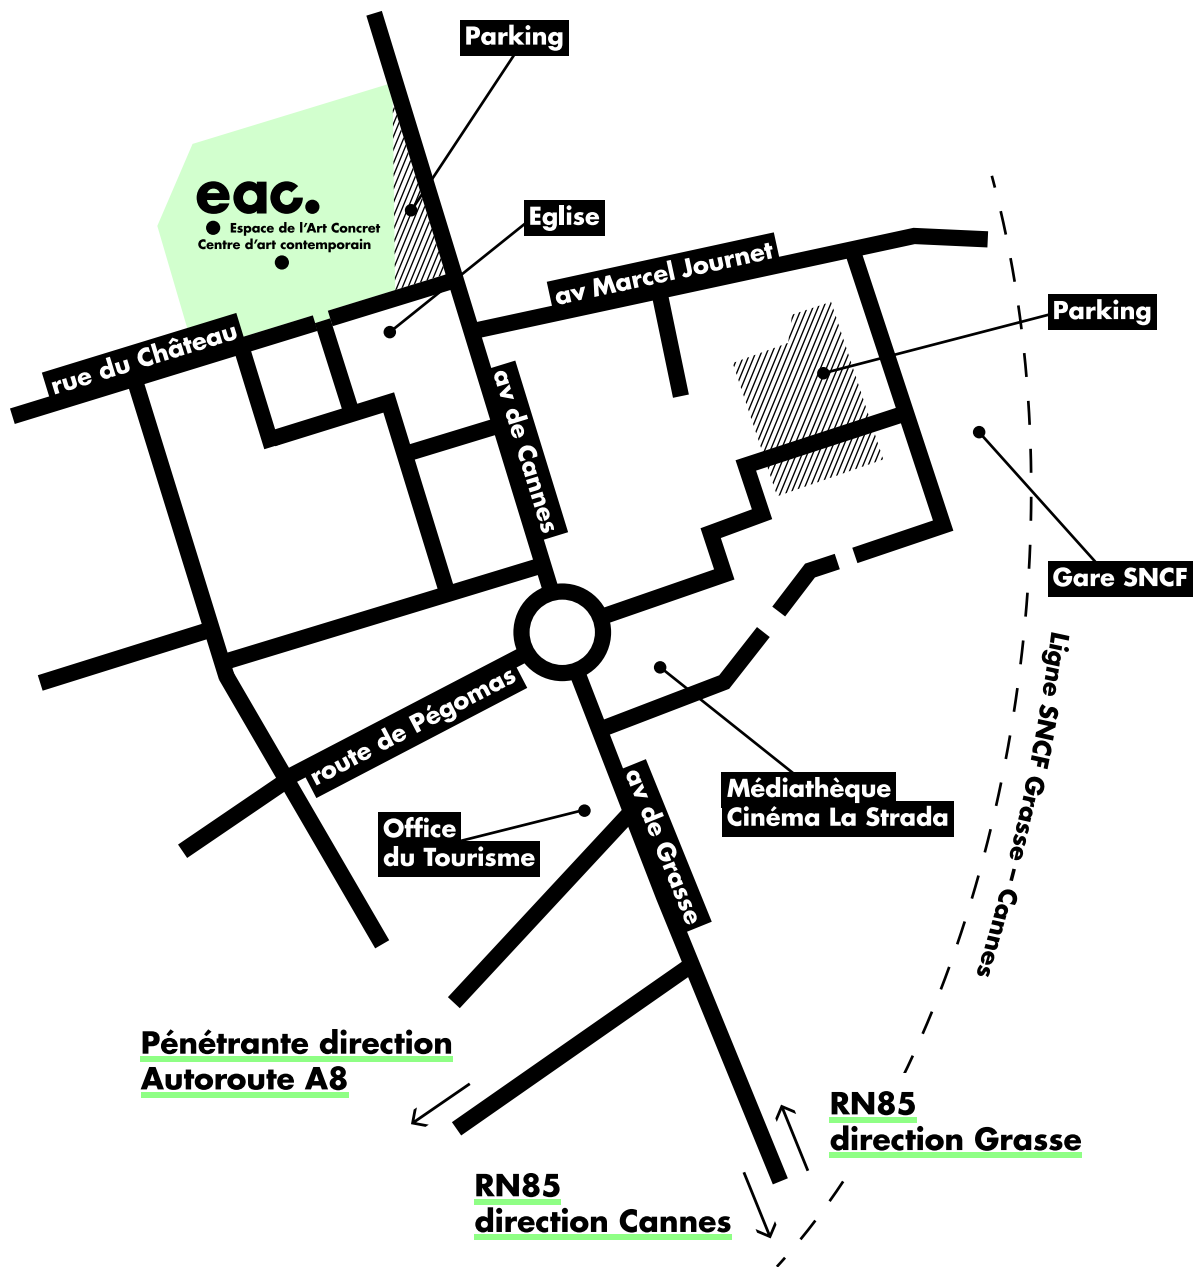 Parking
eac.
Espace de l'Art Concret
Centre d'art contemporain
Eglise
av Marcel Journet
Parking
rue du Château
av de Cannes
Gare SNCF
Ligne SNCF Grasse – Cannes
route de Pégomas
Médiathèque
Cinéma La Strada
av de Grasse
Office
du Tourisme
Pénétrante direction
Autoroute A8
RN85
direction Grasse
RN85
direction Cannes